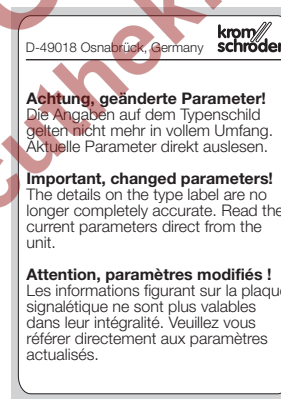 D-49018 Osnabrück, Germany
krom
schröder
Achtung, geänderte Parameter!
Die Angaben auf dem Typenschild
gelten nicht mehr in vollem Umfang.
Aktuelle Parameter direkt auslesen.
Important, changed parameters!
The details on the type label are no
longer completely accurate. Read the
current parameters direct from the
unit.
Attention, paramètres modifiés !
Les informations figurant sur la plaque
signalétique ne sont plus valables
dans leur intégralité. Veuillez vous
référer directement aux paramètres
actualisés.